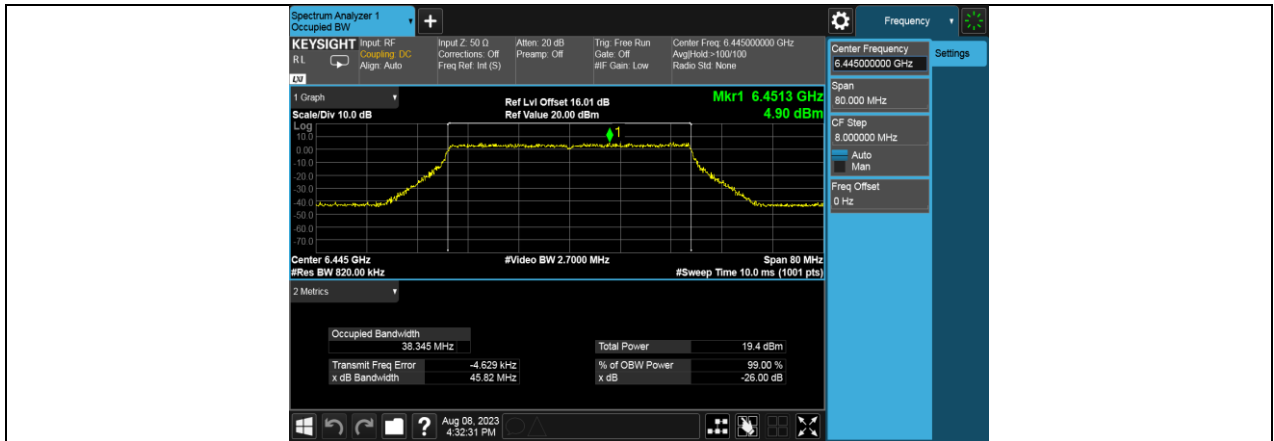 Spectrum Analyzer 1
Occupied BW
+
Frequency
KEYSIGHT
RL
LXI
Input: RF
Coupling: DC
Align: Auto
Input Z: 50 Ω
Corrections: Off
Freq Ref: Int (S)
Atten: 20 dB
Preamp: Off
Trig: Free Run
Gate: Off
#IF Gain: Low
Center Freq: 6.445000000 GHz
Avg|Hold:>100/100
Radio Std: None
Center Frequency
6.445000000 GHz
Settings
Span
80.000 MHz
CF Step
8.000000 MHz
Auto
Man
Freq Offset
0 Hz
1 Graph
Scale/Div 10.0 dB
Ref Lvl Offset 16.01 dB
Ref Value 20.00 dBm
Mkr1 6.4513 GHz
4.90 dBm
Log
10.0
0.00
-10.0
-20.0
-30.0
-40.0
-50.0
-60.0
-70.0
1
Center 6.445 GHz
#Res BW 820.00 kHz
#Video BW 2.7000 MHz
Span 80 MHz
#Sweep Time 10.0 ms (1001 pts)
2 Metrics
Occupied Bandwidth
38.345 MHz
Total Power 19.4 dBm
Transmit Freq Error -4.629 kHz
% of OBW Power 99.00 %
x dB Bandwidth 45.82 MHz
x dB -26.00 dB
?
Aug 08, 2023
4:32:31 PM